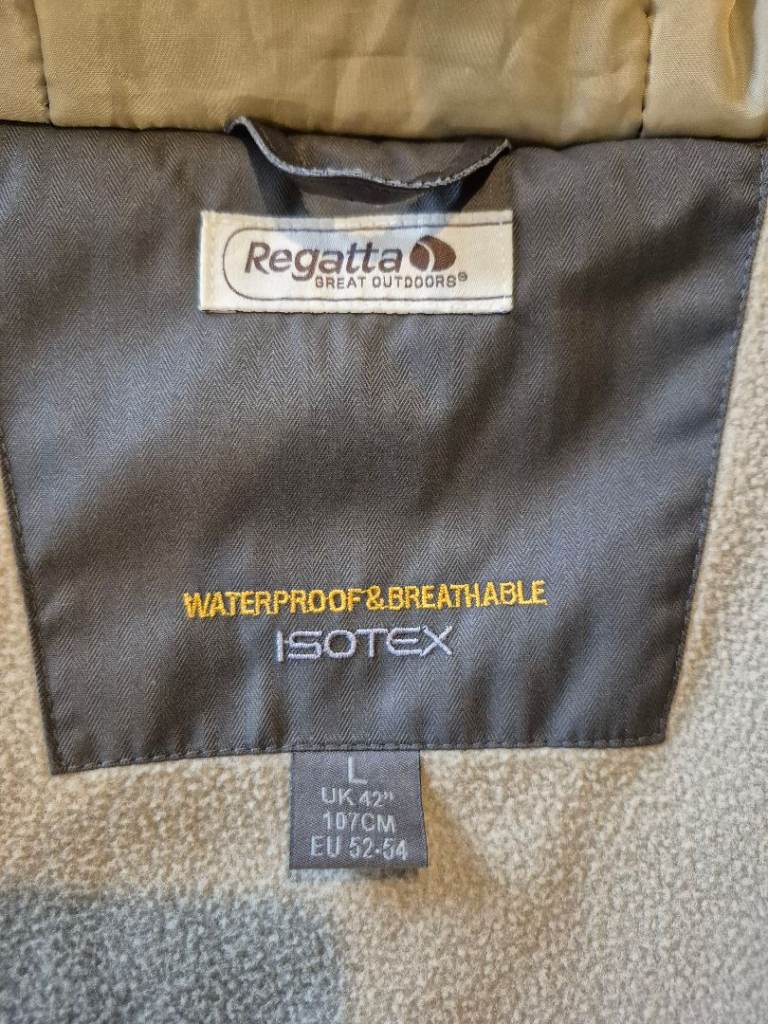 Regatta
GREAT OUTDOORS®
WATERPROOF&BREATHABLE
ISOTEX
L
UK 42"
107CM
EU 52-54